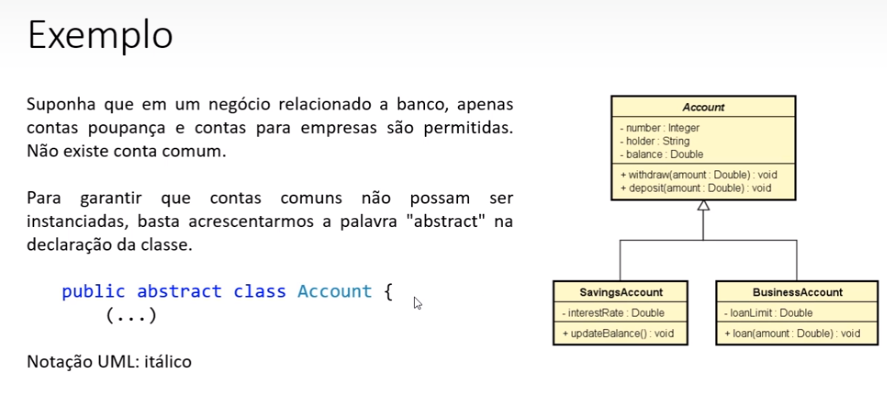 Exemplo
Suponha que em um negócio relacionado a banco, apenas
contas poupança e contas para empresas são permitidas.
Não existe conta comum.
Para garantir que contas comuns não possam ser
instanciadas, basta acrescentarmos a palavra "abstract" na
declaração da classe.
public abstract class Account {
(...)
Notação UML: itálico
Account
- number : Integer
- holder : String
- balance : Double
+ withdraw(amount : Double) : void
+ deposit(amount : Double) : void
SavingsAccount
- interestRate : Double
+ updateBalance() : void
BusinessAccount
- loanLimit : Double
+ loan(amount : Double) : void